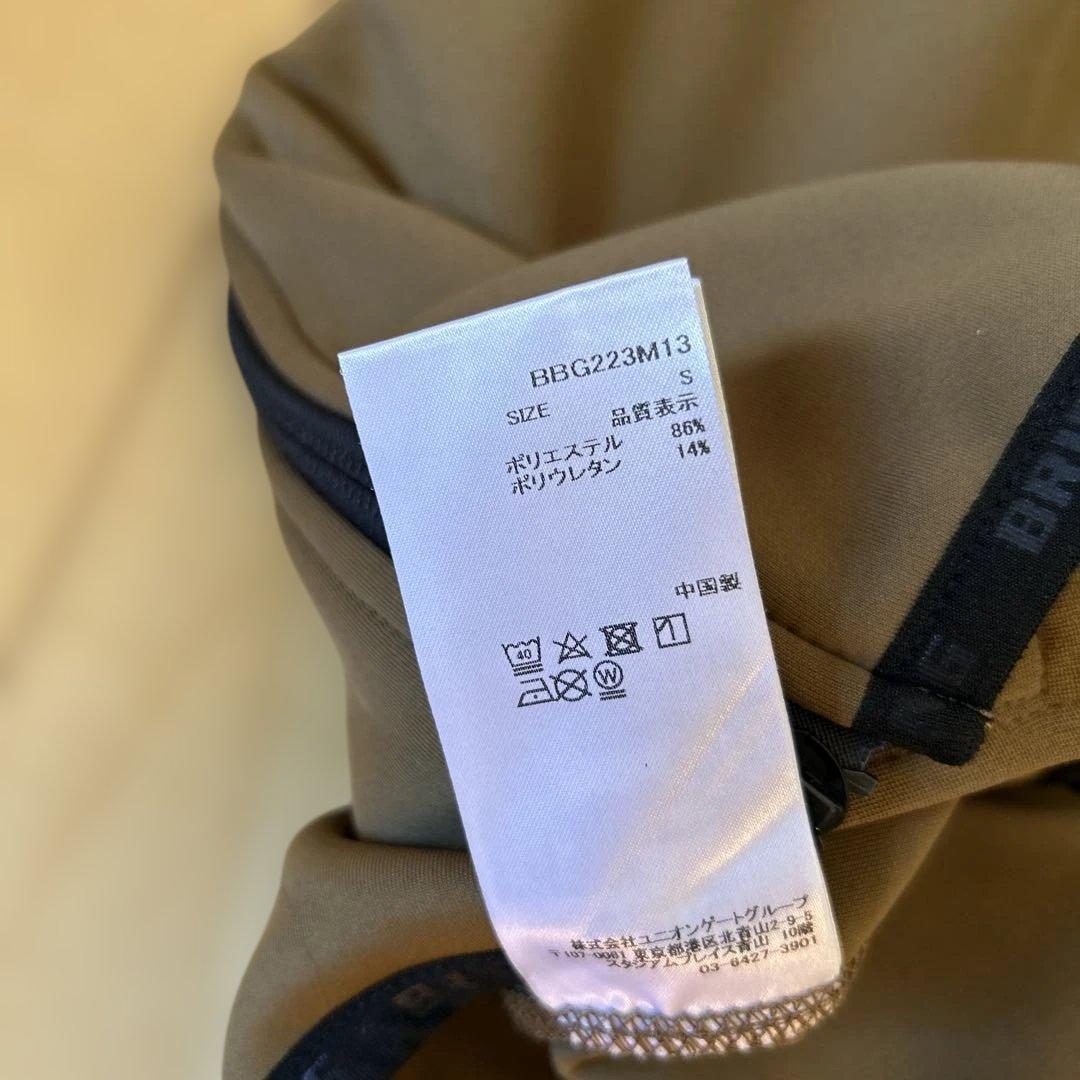 BBG223M13
SIZE S
品質表示
ポリエステル 86%
ポリウレタン 14%
中国製
40
W
株式会社ユニオンゲートグループ
〒107-0061 東京都港区北青山2-9-5
スタジアムプレイス青山 10階
03-6427-3901
BRI